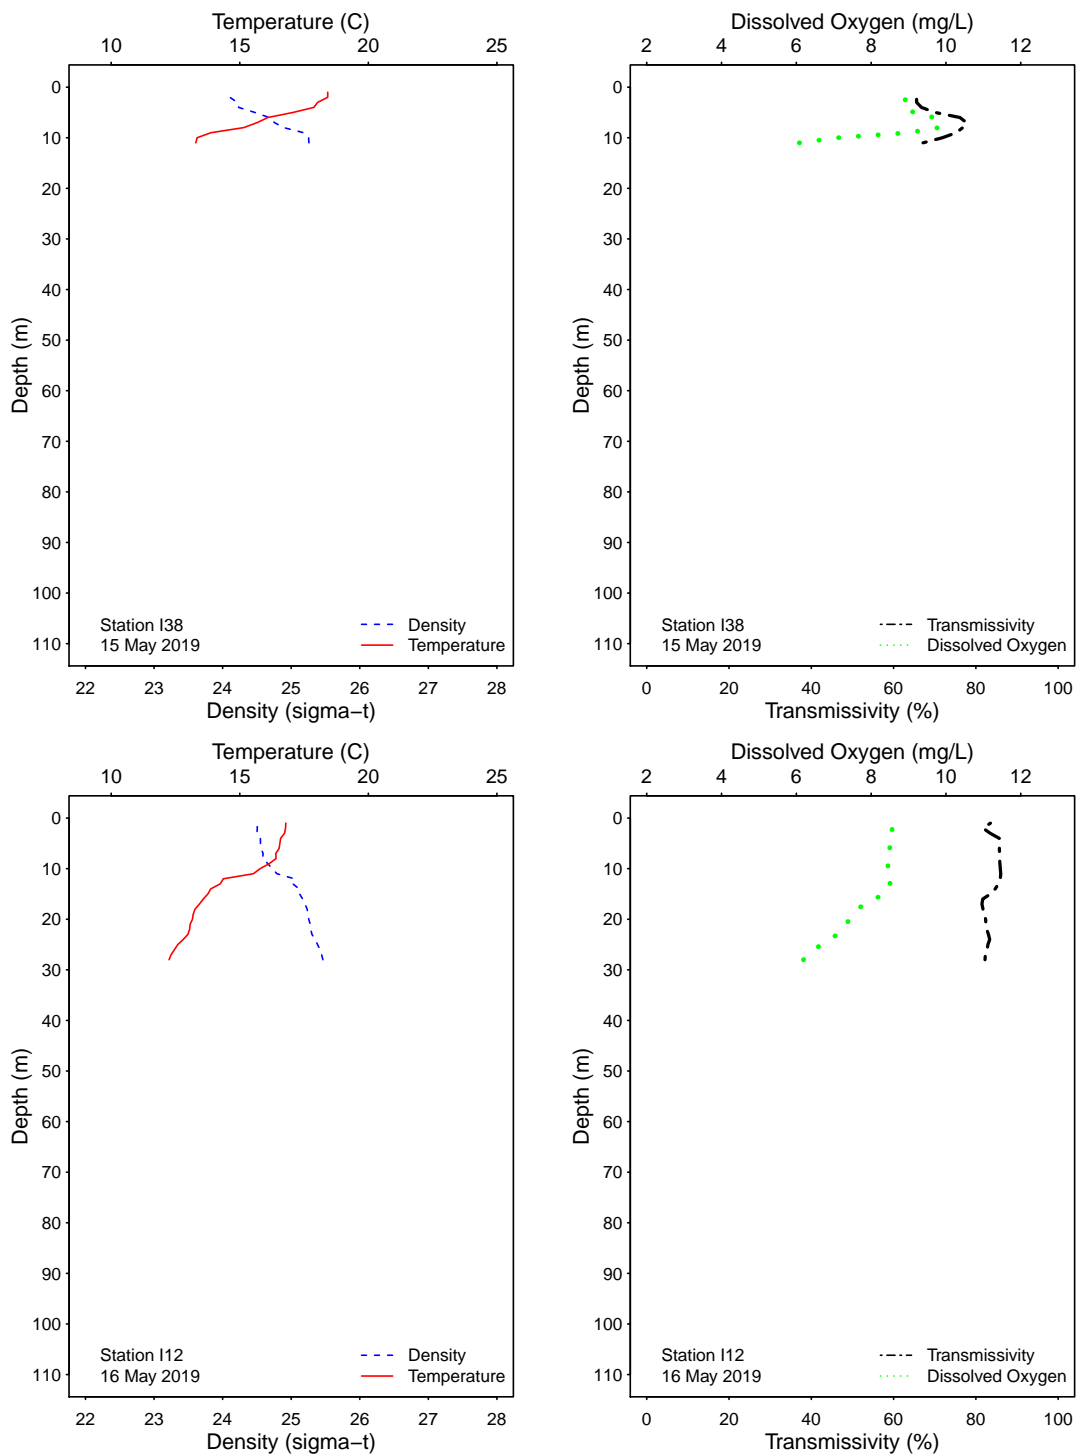 Temperature (C)
10 15 20 25
0
10
20
30
40
50
60
70
80
90
100
110
Depth (m)
Station I38
15 May 2019
Density
Temperature
22 23 24 25 26 27 28
Density (sigma−t)
Dissolved Oxygen (mg/L)
2 4 6 8 10 12
0
10
20
30
40
50
60
70
80
90
100
110
Depth (m)
Station I38
15 May 2019
Transmissivity
Dissolved Oxygen
0 20 40 60 80 100
Transmissivity (%)
Temperature (C)
10 15 20 25
0
10
20
30
40
50
60
70
80
90
100
110
Depth (m)
Station I12
16 May 2019
Density
Temperature
22 23 24 25 26 27 28
Density (sigma−t)
Dissolved Oxygen (mg/L)
2 4 6 8 10 12
0
10
20
30
40
50
60
70
80
90
100
110
Depth (m)
Station I12
16 May 2019
Transmissivity
Dissolved Oxygen
0 20 40 60 80 100
Transmissivity (%)